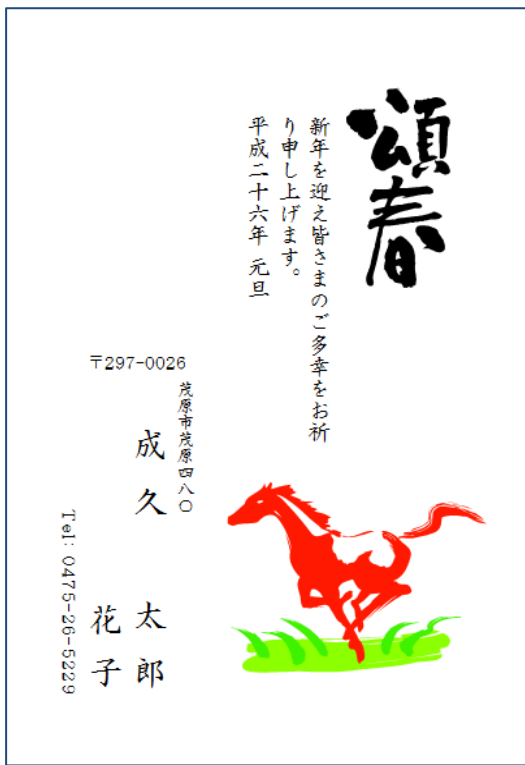 頌春
新年を迎え皆さまのご多幸をお祈
り申し上げます。
平成二十六年 元旦
〒297-0026
茂原市茂原四八〇
成久 太郎
花子
Tel: 0475-26-5229